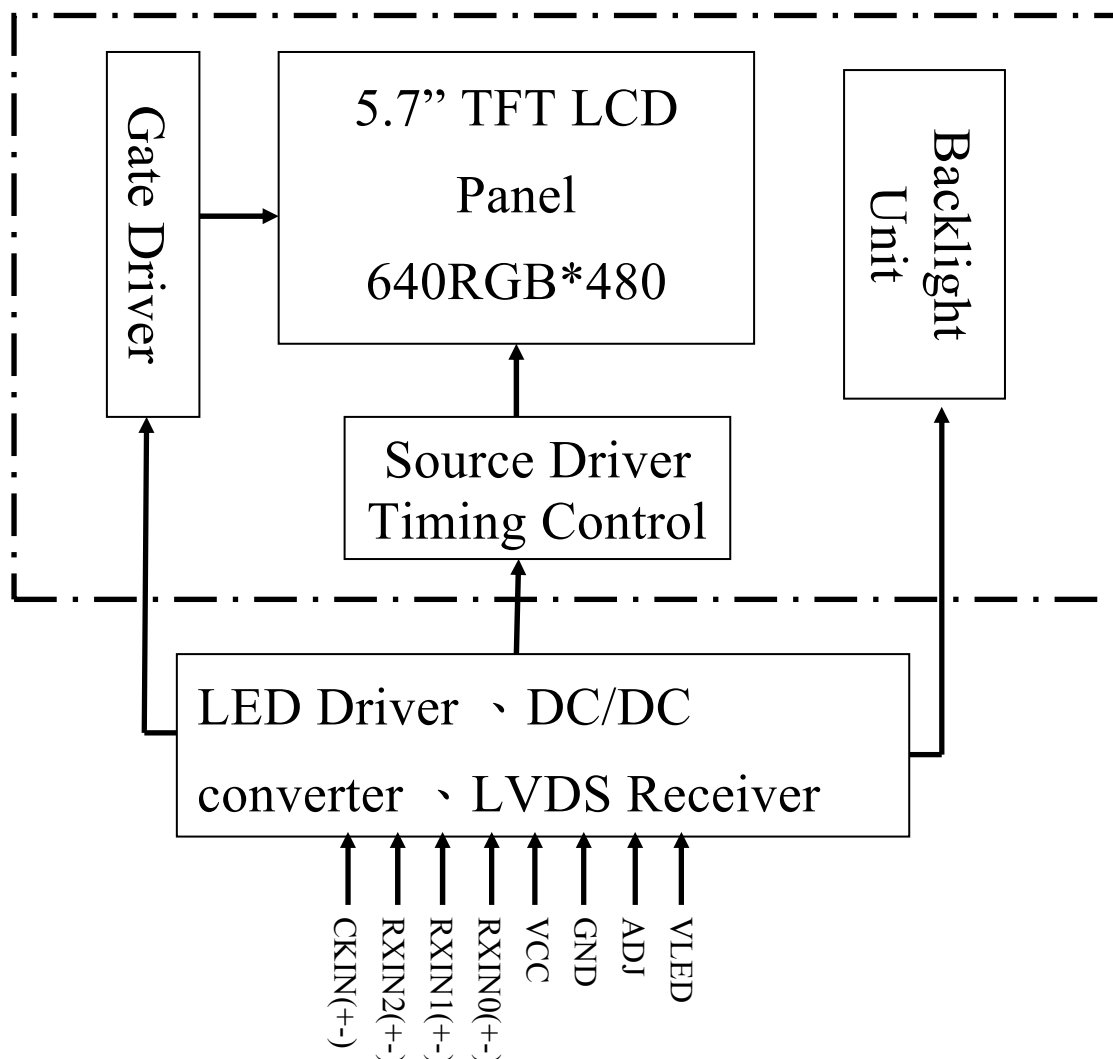 Gate Driver
5.7” TFT LCD
Panel
640RGB*480
Backlight
Unit
Source Driver
Timing Control
LED Driver 、DC/DC
converter 、LVDS Receiver
CKIN(+-)
RXIN2(+-)
RXIN1(+-)
RXIN0(+-)
VCC
GND
ADJ
VLED